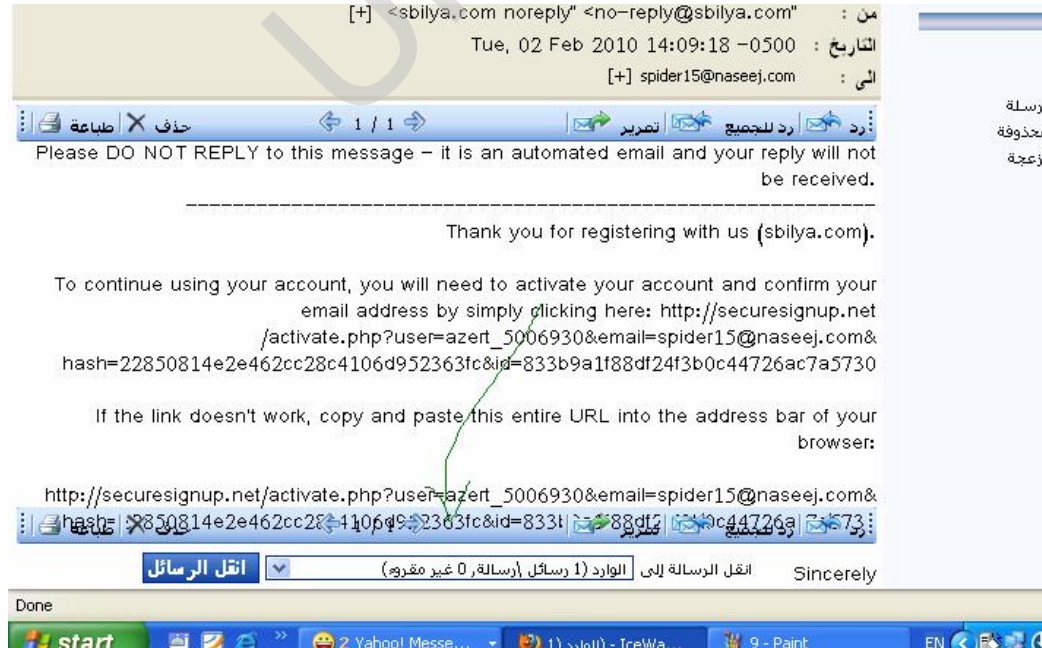 من : "sbilya.com noreply" <no-reply@sbilya.com> [+]
التاريخ : Tue, 02 Feb 2010 14:09:18 -0500
الى : spider15@naseej.com [+]
رسلة
حذوفة
زعجة
رد رد للجميع تمرير 1 / 1 حذف طباعة
Please DO NOT REPLY to this message – it is an automated email and your reply will not
be received.
Thank you for registering with us (sbilya.com).
To continue using your account, you will need to activate your account and confirm your
email address by simply clicking here: http://securesignup.net
/activate.php?user=azert_5006930&email=spider15@naseej.com&
hash=22850814e2e462cc28c4106d952363fc&id=833b9a1f88df24f3b0c44726ac7a5730
If the link doesn't work, copy and paste this entire URL into the address bar of your
browser:
http://securesignup.net/activate.php?user=azert_5006930&email=spider15@naseej.com&
انقل الرسالة إلى الوارد (1 رسائل \رسالة, 0 غير مقروء) انقل الرسائل
Sincerely
Done
start 2 Yahoo! Messe... 1) الوارد) - IceWa... 9 - Paint EN